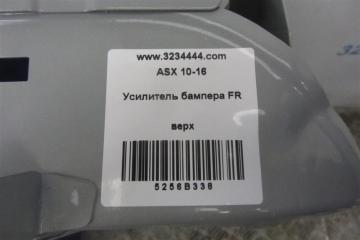 www.3234444.com
ASX 10-16
Усилитель бампера FR
верх
5256B338